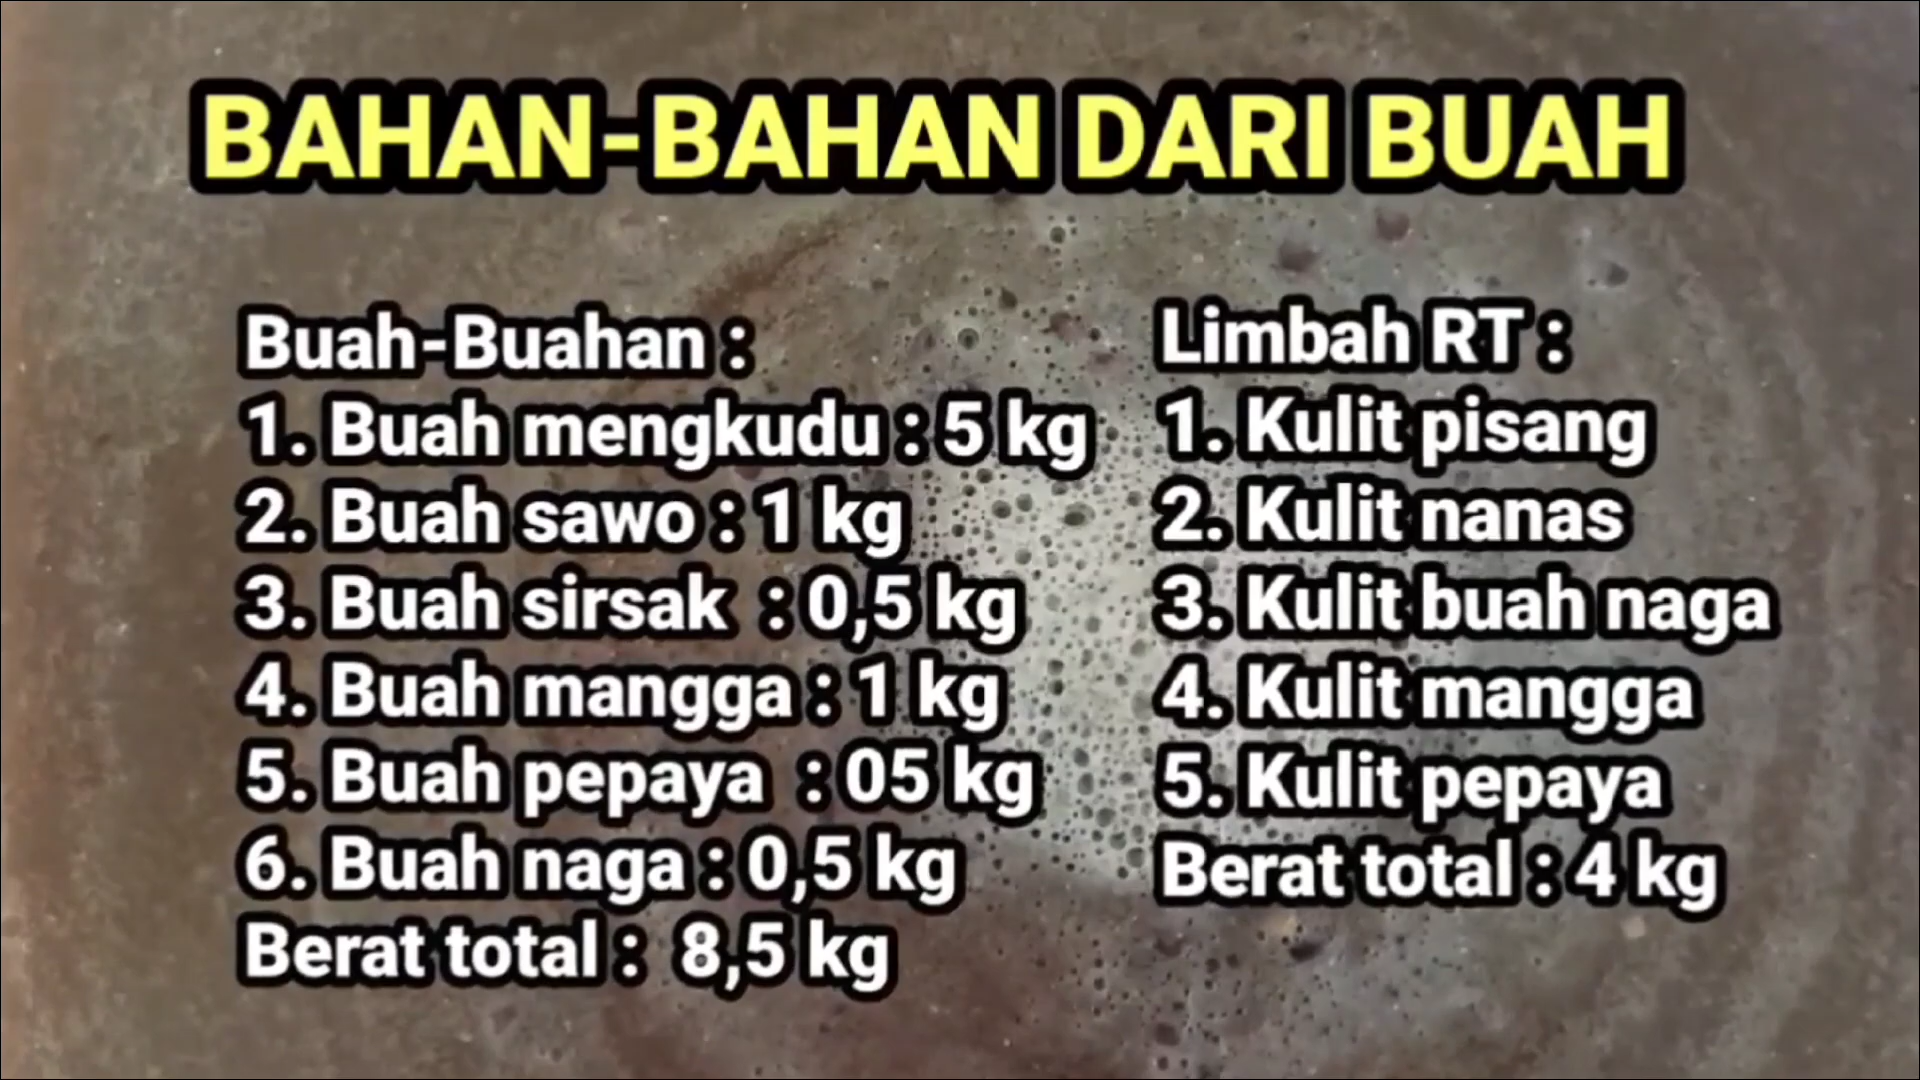 BAHAN-BAHAN DARI BUAH
Buah-Buahan :
1. Buah mengkudu : 5 kg
2. Buah sawo : 1 kg
3. Buah sirsak : 0,5 kg
4. Buah mangga : 1 kg
5. Buah pepaya : 05 kg
6. Buah naga : 0,5 kg
Berat total : 8,5 kg
Limbah RT :
1. Kulit pisang
2. Kulit nanas
3. Kulit buah naga
4. Kulit mangga
5. Kulit pepaya
Berat total : 4 kg